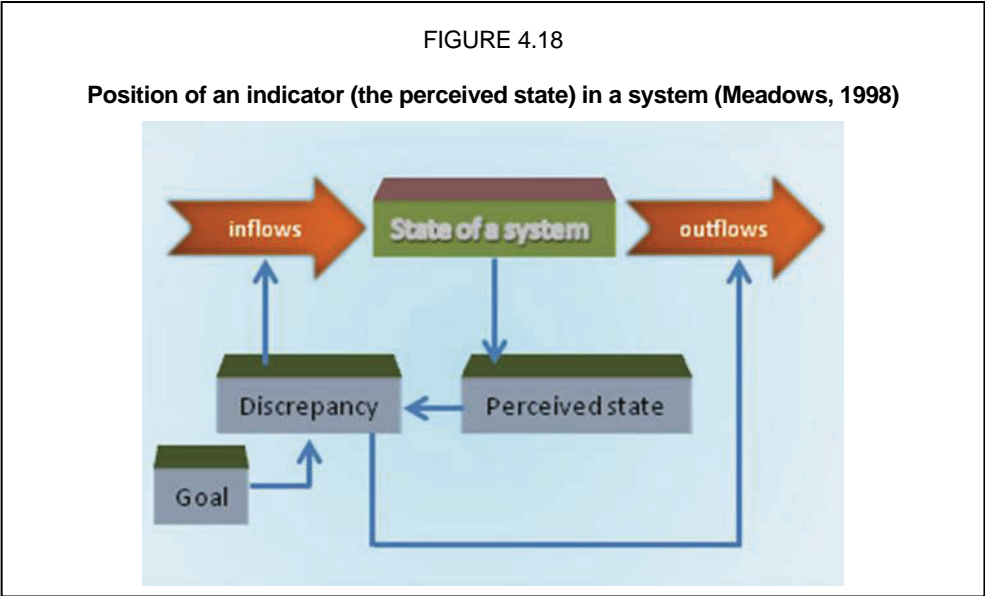 FIGURE 4.18
Position of an indicator (the perceived state) in a system (Meadows, 1998)
inflows
State of a system
outflows
Discrepancy
Perceived state
Goal